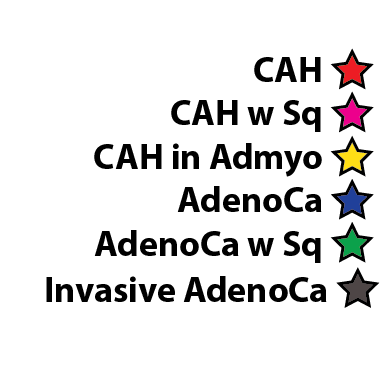 CAH
CAH w Sq
CAH in Admyo
AdenoCa
AdenoCa w Sq
Invasive AdenoCa